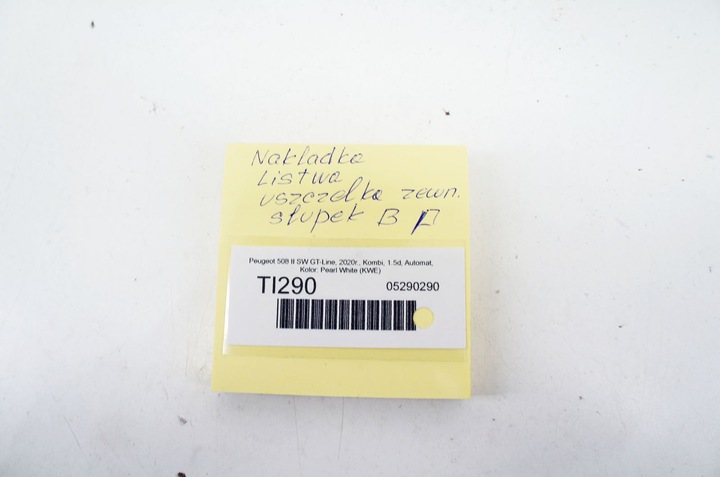 Nakładka
Listwa
uszczelka zewn.
słupek B
Peugeot 508 II SW GT-Line, 2020r., Kombi, 1.5d, Automat,
Kolor: Pearl White (KWE)
TI290 05290290